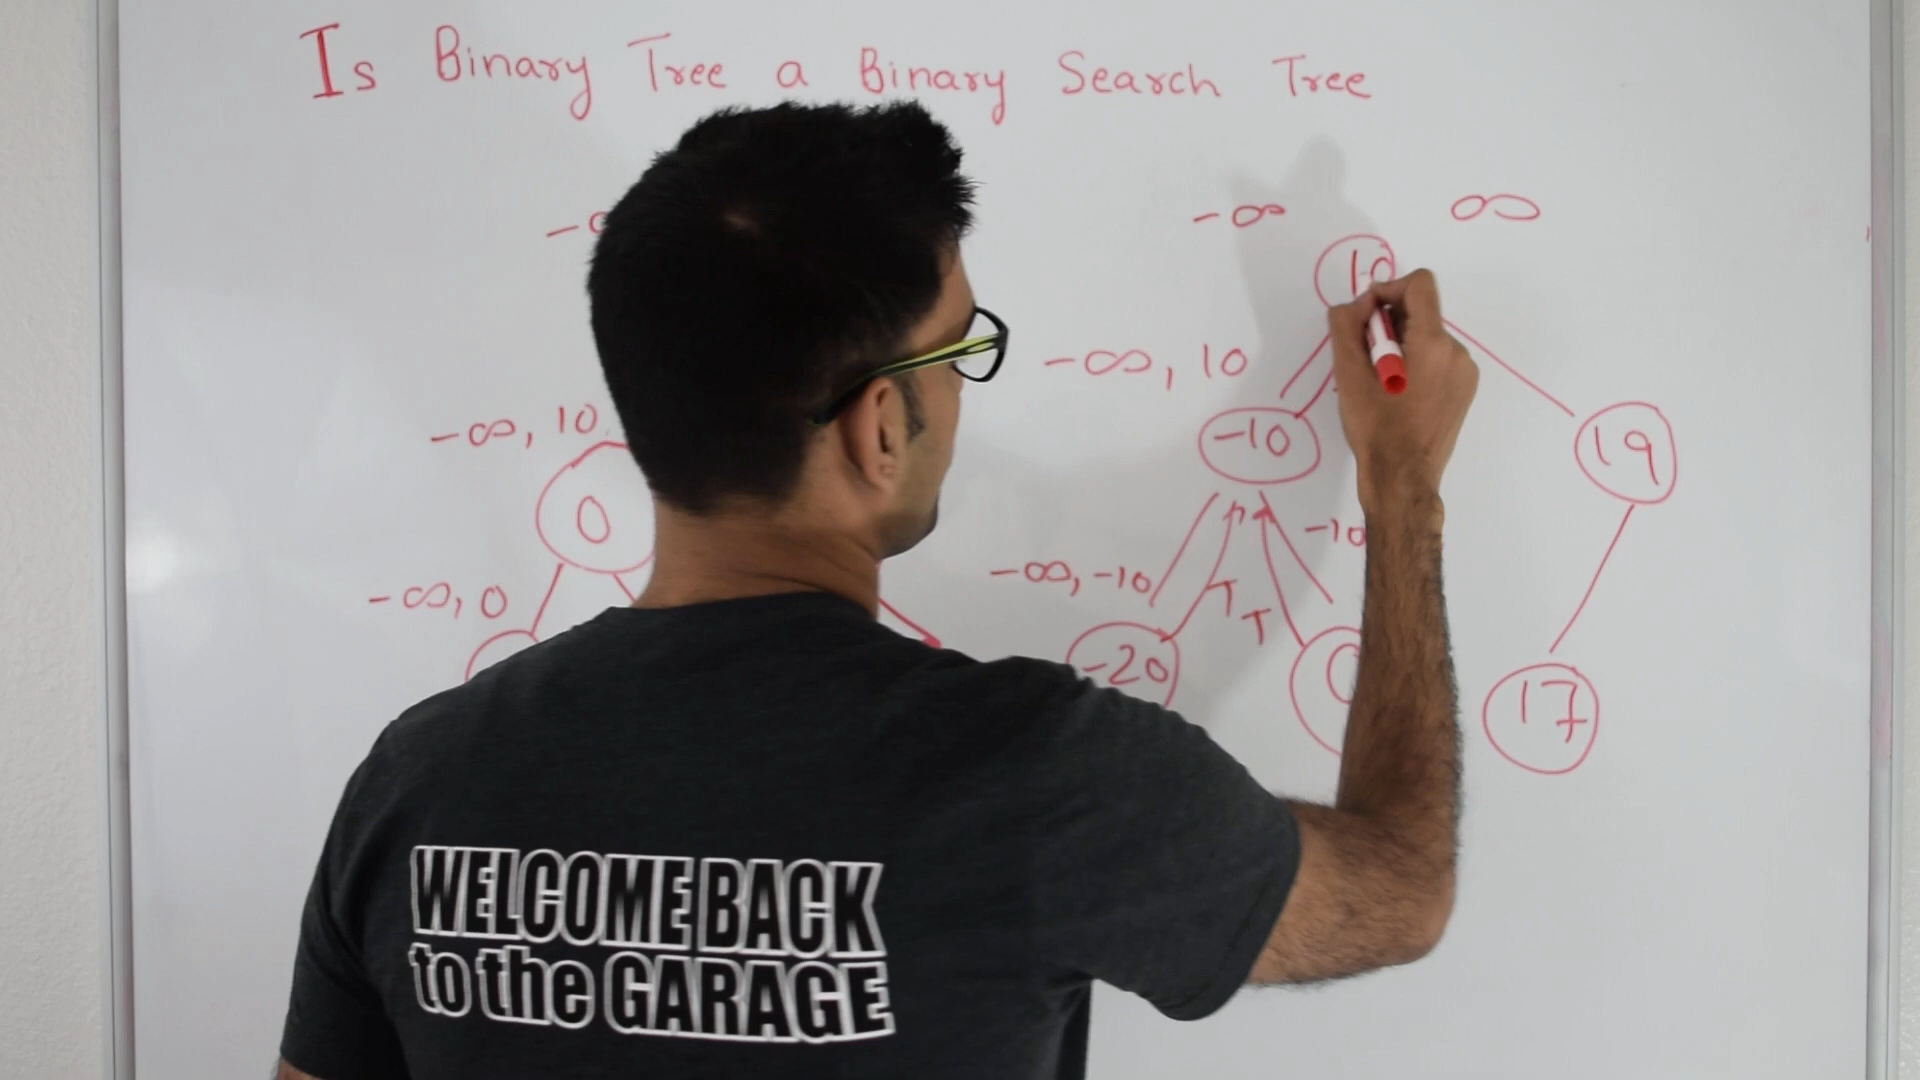 Is Binary Tree a Binary Search Tree
-∞ ∞
10
-∞, 10
-∞, 10
-10
19
0
-10
-∞, -10
-∞, 0
T
T
-20
17
WELCOME BACK
to the GARAGE